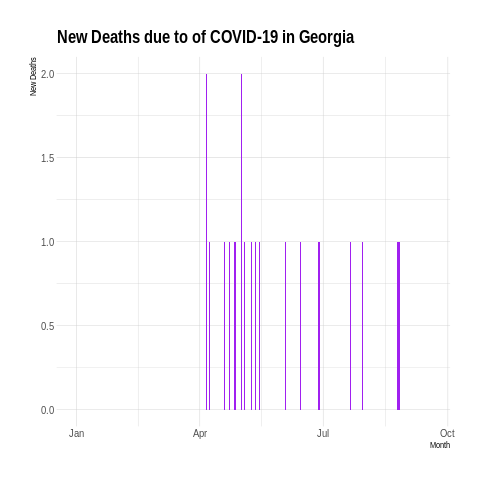 New Deaths due to of COVID-19 in Georgia
New Deaths
2.0
1.5
1.0
0.5
0.0
Jan Apr Jul Oct
Month